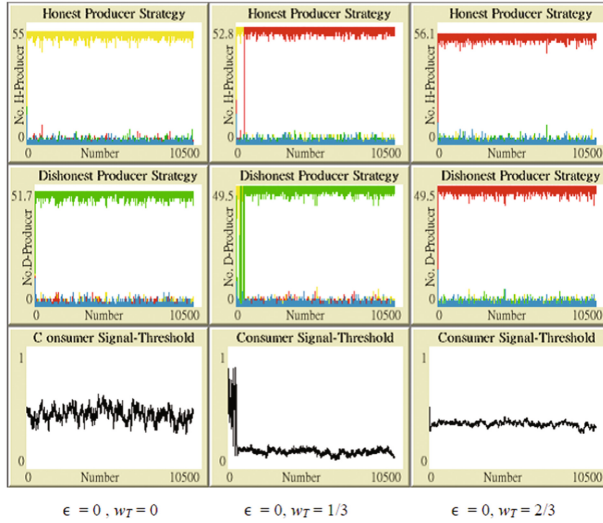 Honest Producer Strategy
55
No. H-Producer
0
0 Number 10500
Honest Producer Strategy
52.8
No. H-Producer
0
0 Number 10500
Honest Producer Strategy
56.1
No. H-Producer
0
0 Number 10500
Dishonest Producer Strategy
51.7
No.D-Producer
0
0 Number 10500
Dishonest Producer Strategy
49.5
No. D-Producer
0
0 Number 10500
Dishonest Producer Strategy
49.5
No. D-Producer
0
0 Number 10500
C onsumer Signal-Threshold
1
0
0 Number 10500
Consumer Signal-Threshold
1
0
0 Number 10500
Consumer Signal-Threshold
1
0
0 Number 10500
ϵ = 0 , w_T = 0
ϵ = 0, w_T = 1/3
ϵ = 0, w_T = 2/3